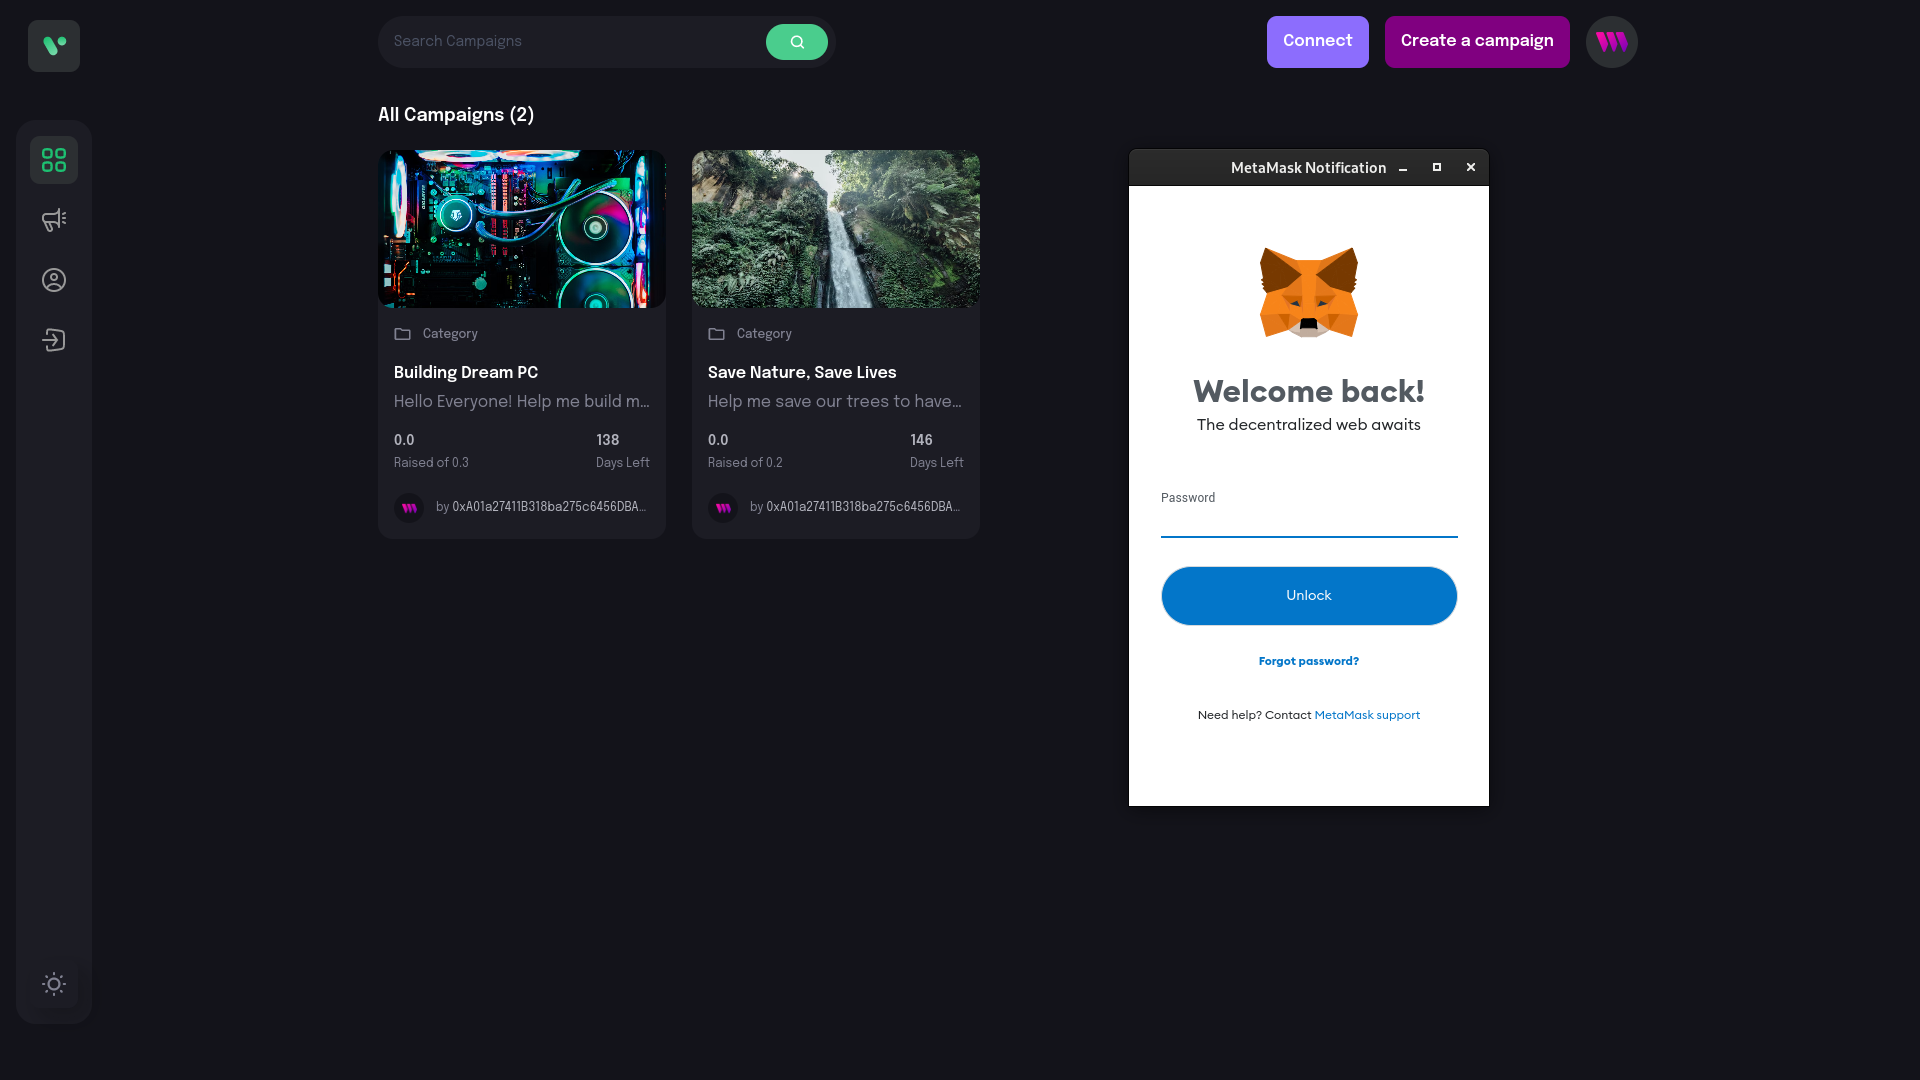 Search Campaigns
Connect
Create a campaign
All Campaigns (2)
Category
Building Dream PC
Hello Everyone! Help me build m...
0.0
138
Raised of 0.3
Days Left
by 0xA01a27411B318ba275c6456DBA...
Category
Save Nature, Save Lives
Help me save our trees to have...
0.0
146
Raised of 0.2
Days Left
by 0xA01a27411B318ba275c6456DBA...
MetaMask Notification
Welcome back!
The decentralized web awaits
Password
Unlock
Forgot password?
Need help? Contact MetaMask support